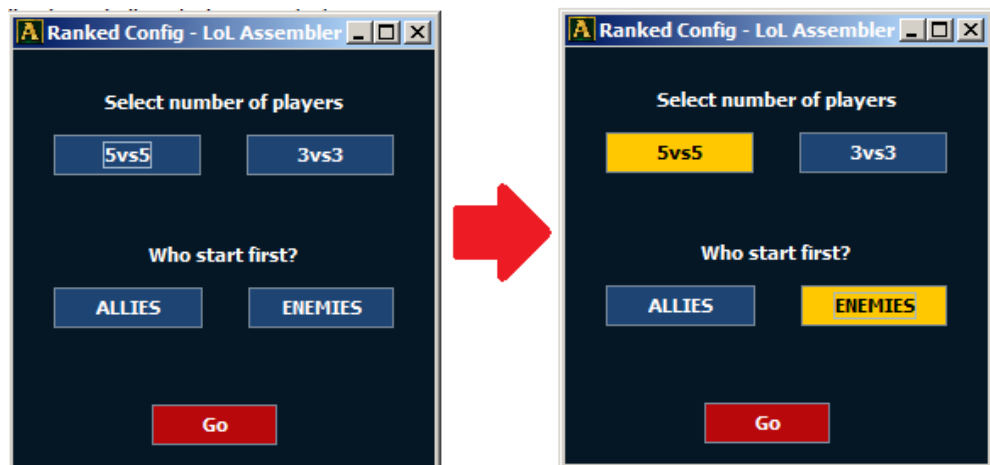 Ranked Config - LoL Assembler
Select number of players
5vs5 3vs3
Who start first?
ALLIES ENEMIES
Go
Ranked Config - LoL Assembler
Select number of players
5vs5 3vs3
Who start first?
ALLIES ENEMIES
Go